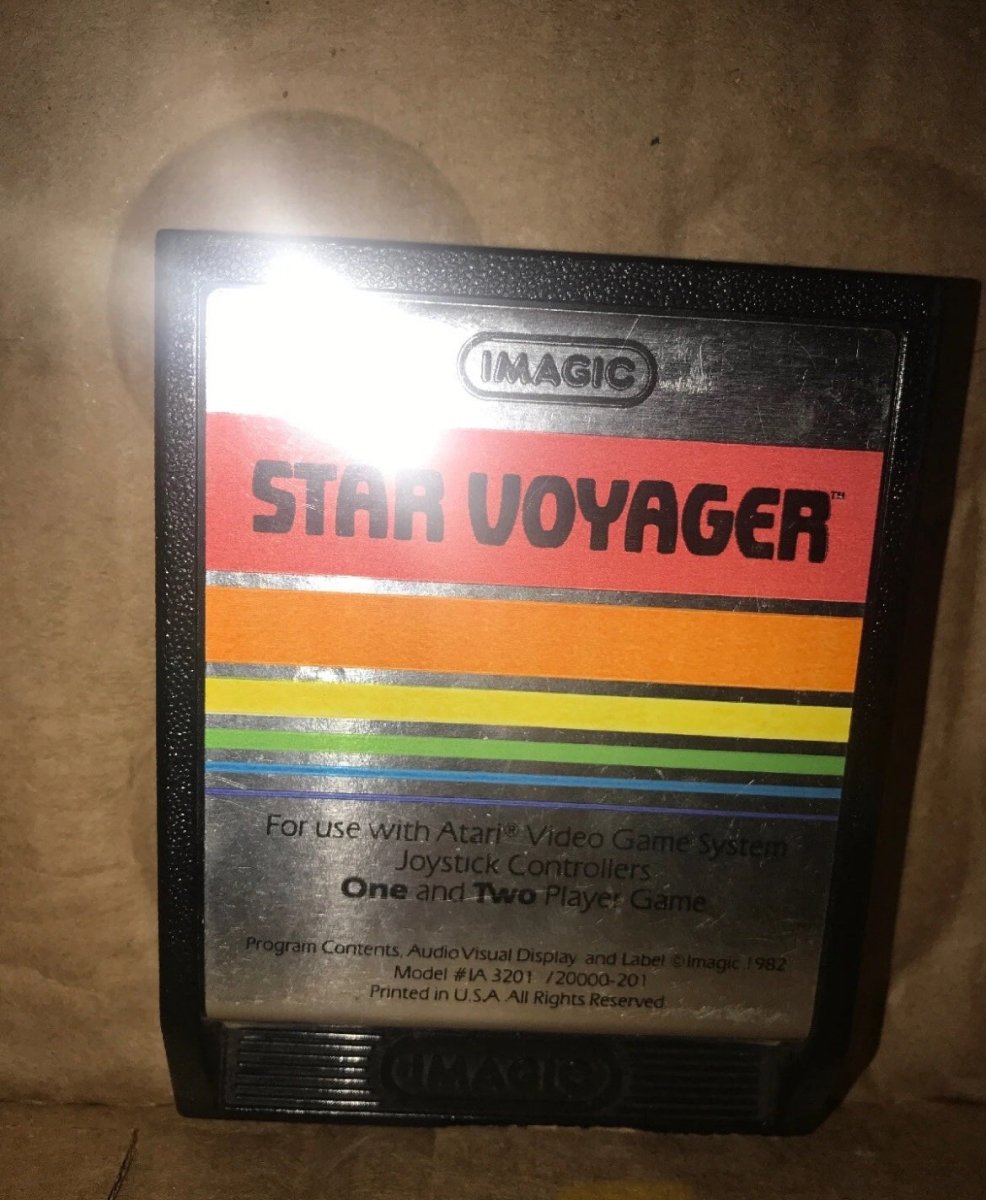 IMAGIC
STAR VOYAGER™
For use with Atari® Video Game System
Joystick Controllers
One and Two Player Game
Program Contents, Audio Visual Display and Label © Imagic 1982
Model #IA 3201 /20000-201
Printed in U.S.A. All Rights Reserved.
IMAGIC